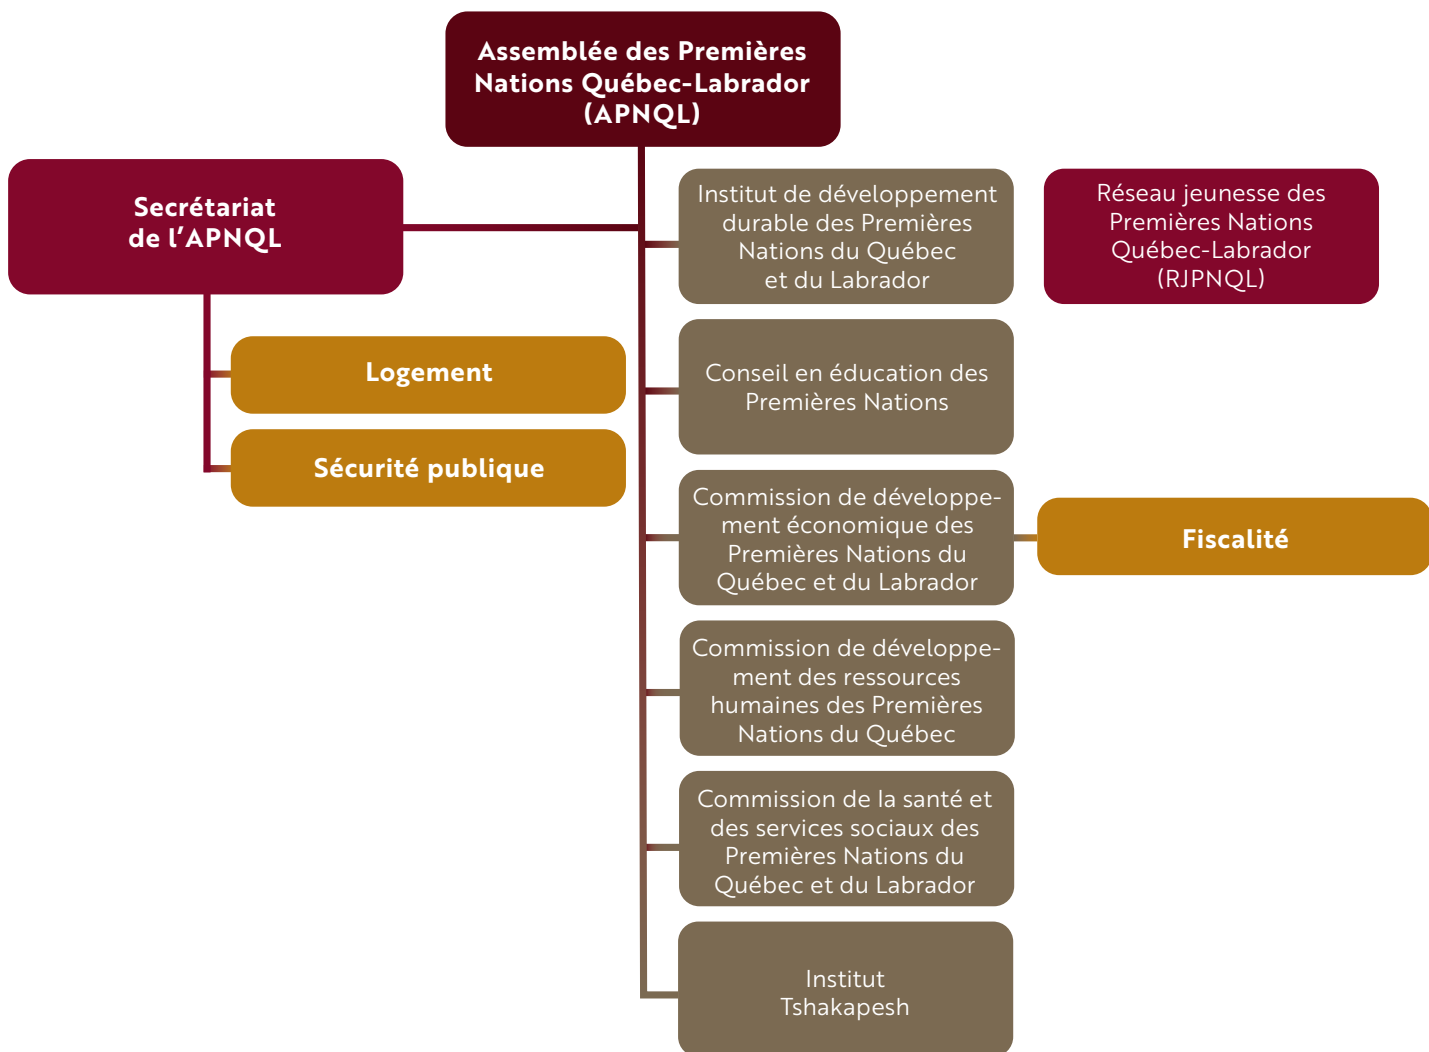 Assemblée des Premières
Nations Québec-Labrador
(APNQL)
Secrétariat
de l’APNQL
Logement
Sécurité publique
Institut de développement
durable des Premières
Nations du Québec
et du Labrador
Réseau jeunesse des
Premières Nations
Québec-Labrador
(RJPNQL)
Conseil en éducation des
Premières Nations
Commission de développe-
ment économique des
Premières Nations du
Québec et du Labrador
Fiscalité
Commission de développe-
ment des ressources
humaines des Premières
Nations du Québec
Commission de la santé et
des services sociaux des
Premières Nations du
Québec et du Labrador
Institut
Tshakapesh